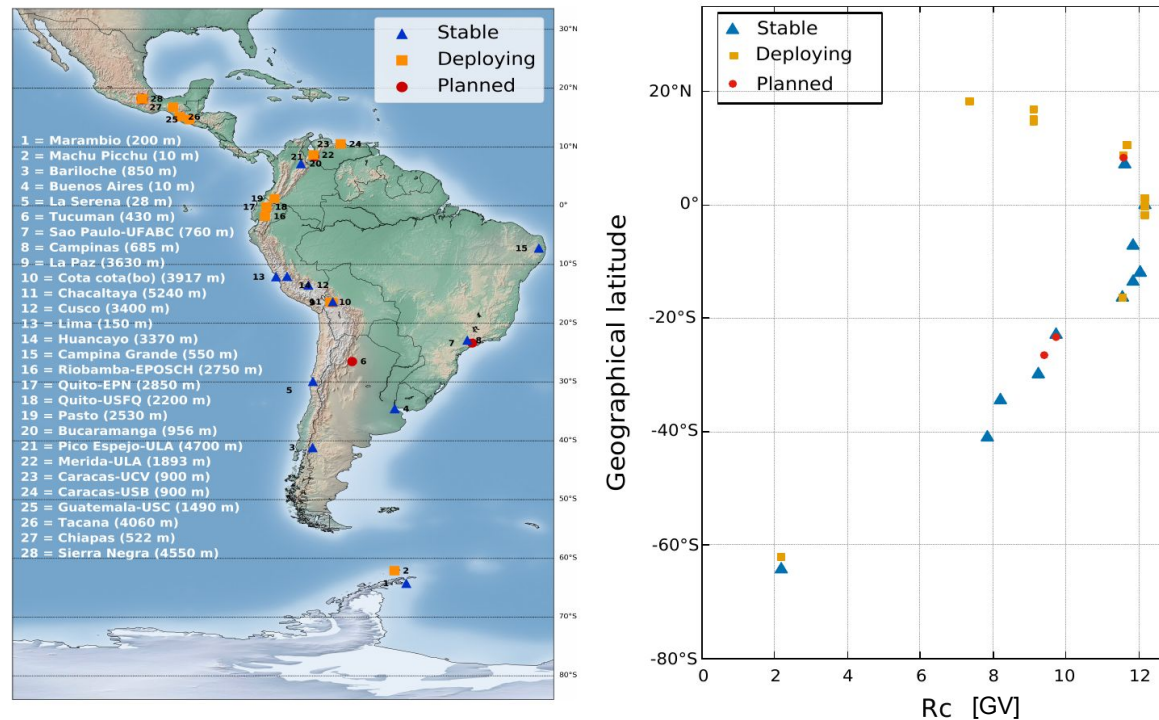 Stable
Deploying
Planned
30°N
20°N
10°N
0°
10°S
20°S
30°S
40°S
50°S
60°S
70°S
80°S
28
27
25
26
23
24
22
21
20
19
17
18
16
15
13
14
12
9
11
10
7
8
6
5
4
3
2
1
1 = Marambio (200 m)
2 = Machu Picchu (10 m)
3 = Bariloche (850 m)
4 = Buenos Aires (10 m)
5 = La Serena (28 m)
6 = Tucuman (430 m)
7 = Sao Paulo-UFABC (760 m)
8 = Campinas (685 m)
9 = La Paz (3630 m)
10 = Cota cota(bo) (3917 m)
11 = Chacaltaya (5240 m)
12 = Cusco (3400 m)
13 = Lima (150 m)
14 = Huancayo (3370 m)
15 = Campina Grande (550 m)
16 = Riobamba-EPOSCH (2750 m)
17 = Quito-EPN (2850 m)
18 = Quito-USFQ (2200 m)
19 = Pasto (2530 m)
20 = Bucaramanga (956 m)
21 = Pico Espejo-ULA (4700 m)
22 = Merida-ULA (1893 m)
23 = Caracas-UCV (900 m)
24 = Caracas-USB (900 m)
25 = Guatemala-USC (1490 m)
26 = Tacana (4060 m)
27 = Chiapas (522 m)
28 = Sierra Negra (4550 m)
Stable
Deploying
Planned
Geographical latitude
20°N
0°
-20°S
-40°S
-60°S
-80°S
0 2 4 6 8 10 12
Rc [GV]